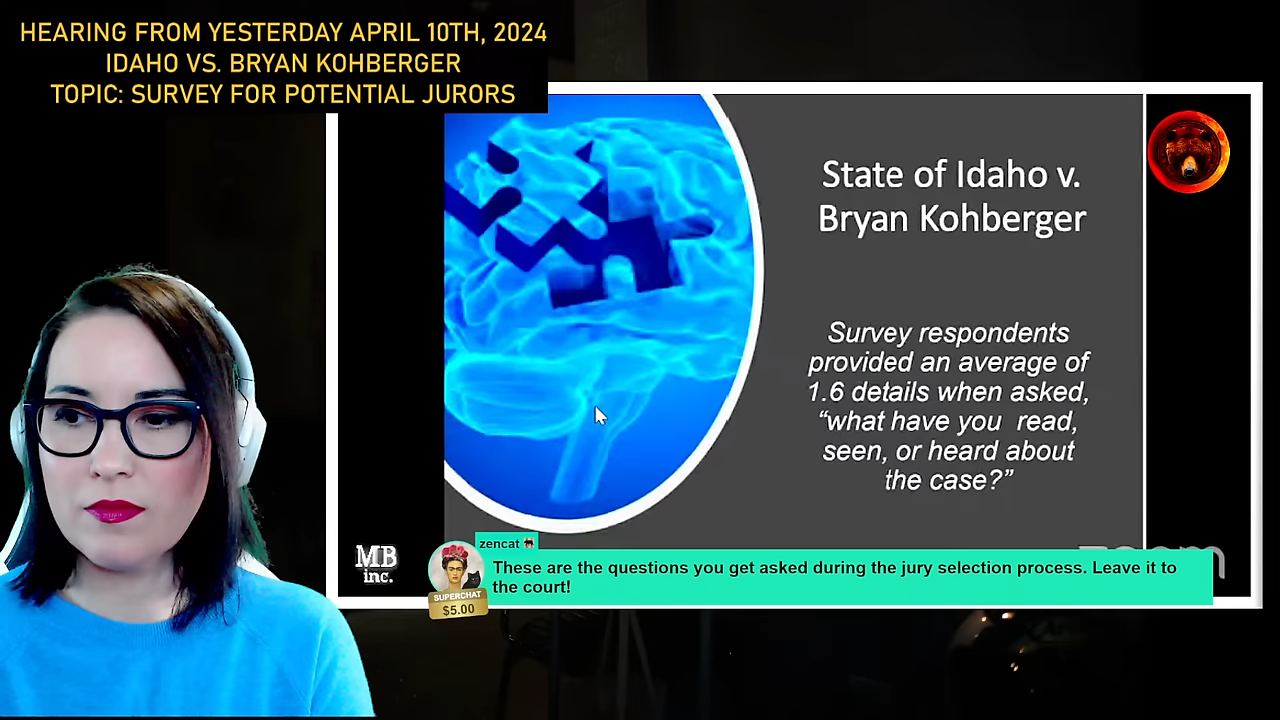 HEARING FROM YESTERDAY APRIL 10TH, 2024
IDAHO VS. BRYAN KOHBERGER
TOPIC: SURVEY FOR POTENTIAL JURORS
State of Idaho v.
Bryan Kohberger
Survey respondents
provided an average of
1.6 details when asked,
“what have you read,
seen, or heard about
the case?”
MB
inc.
zoom
zencat
These are the questions you get asked during the jury selection process. Leave it to
the court!
SUPERCHAT
$5.00